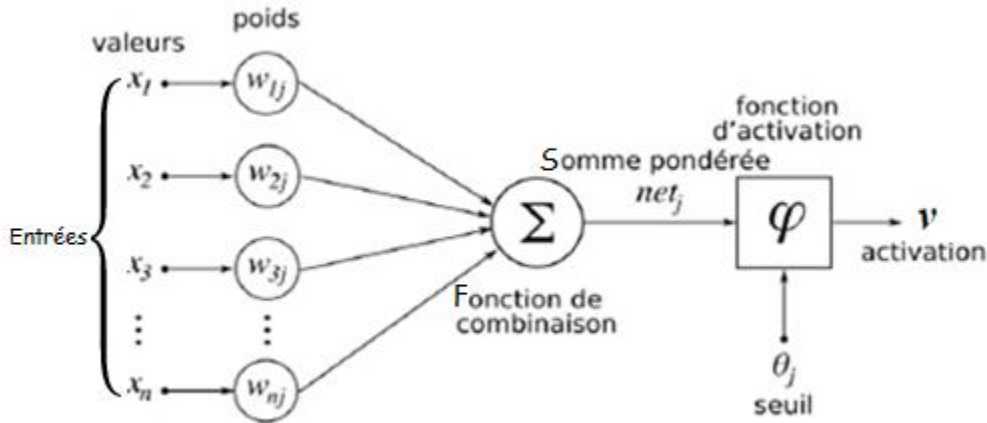 poids
valeurs
x1
w1j
fonction
d'activation
x2
w2j
Somme pondérée
netj
Entrées
Σ
φ
v
activation
x3
w3j
Fonction de
combinaison
⋮
⋮
θj
seuil
xn
wnj